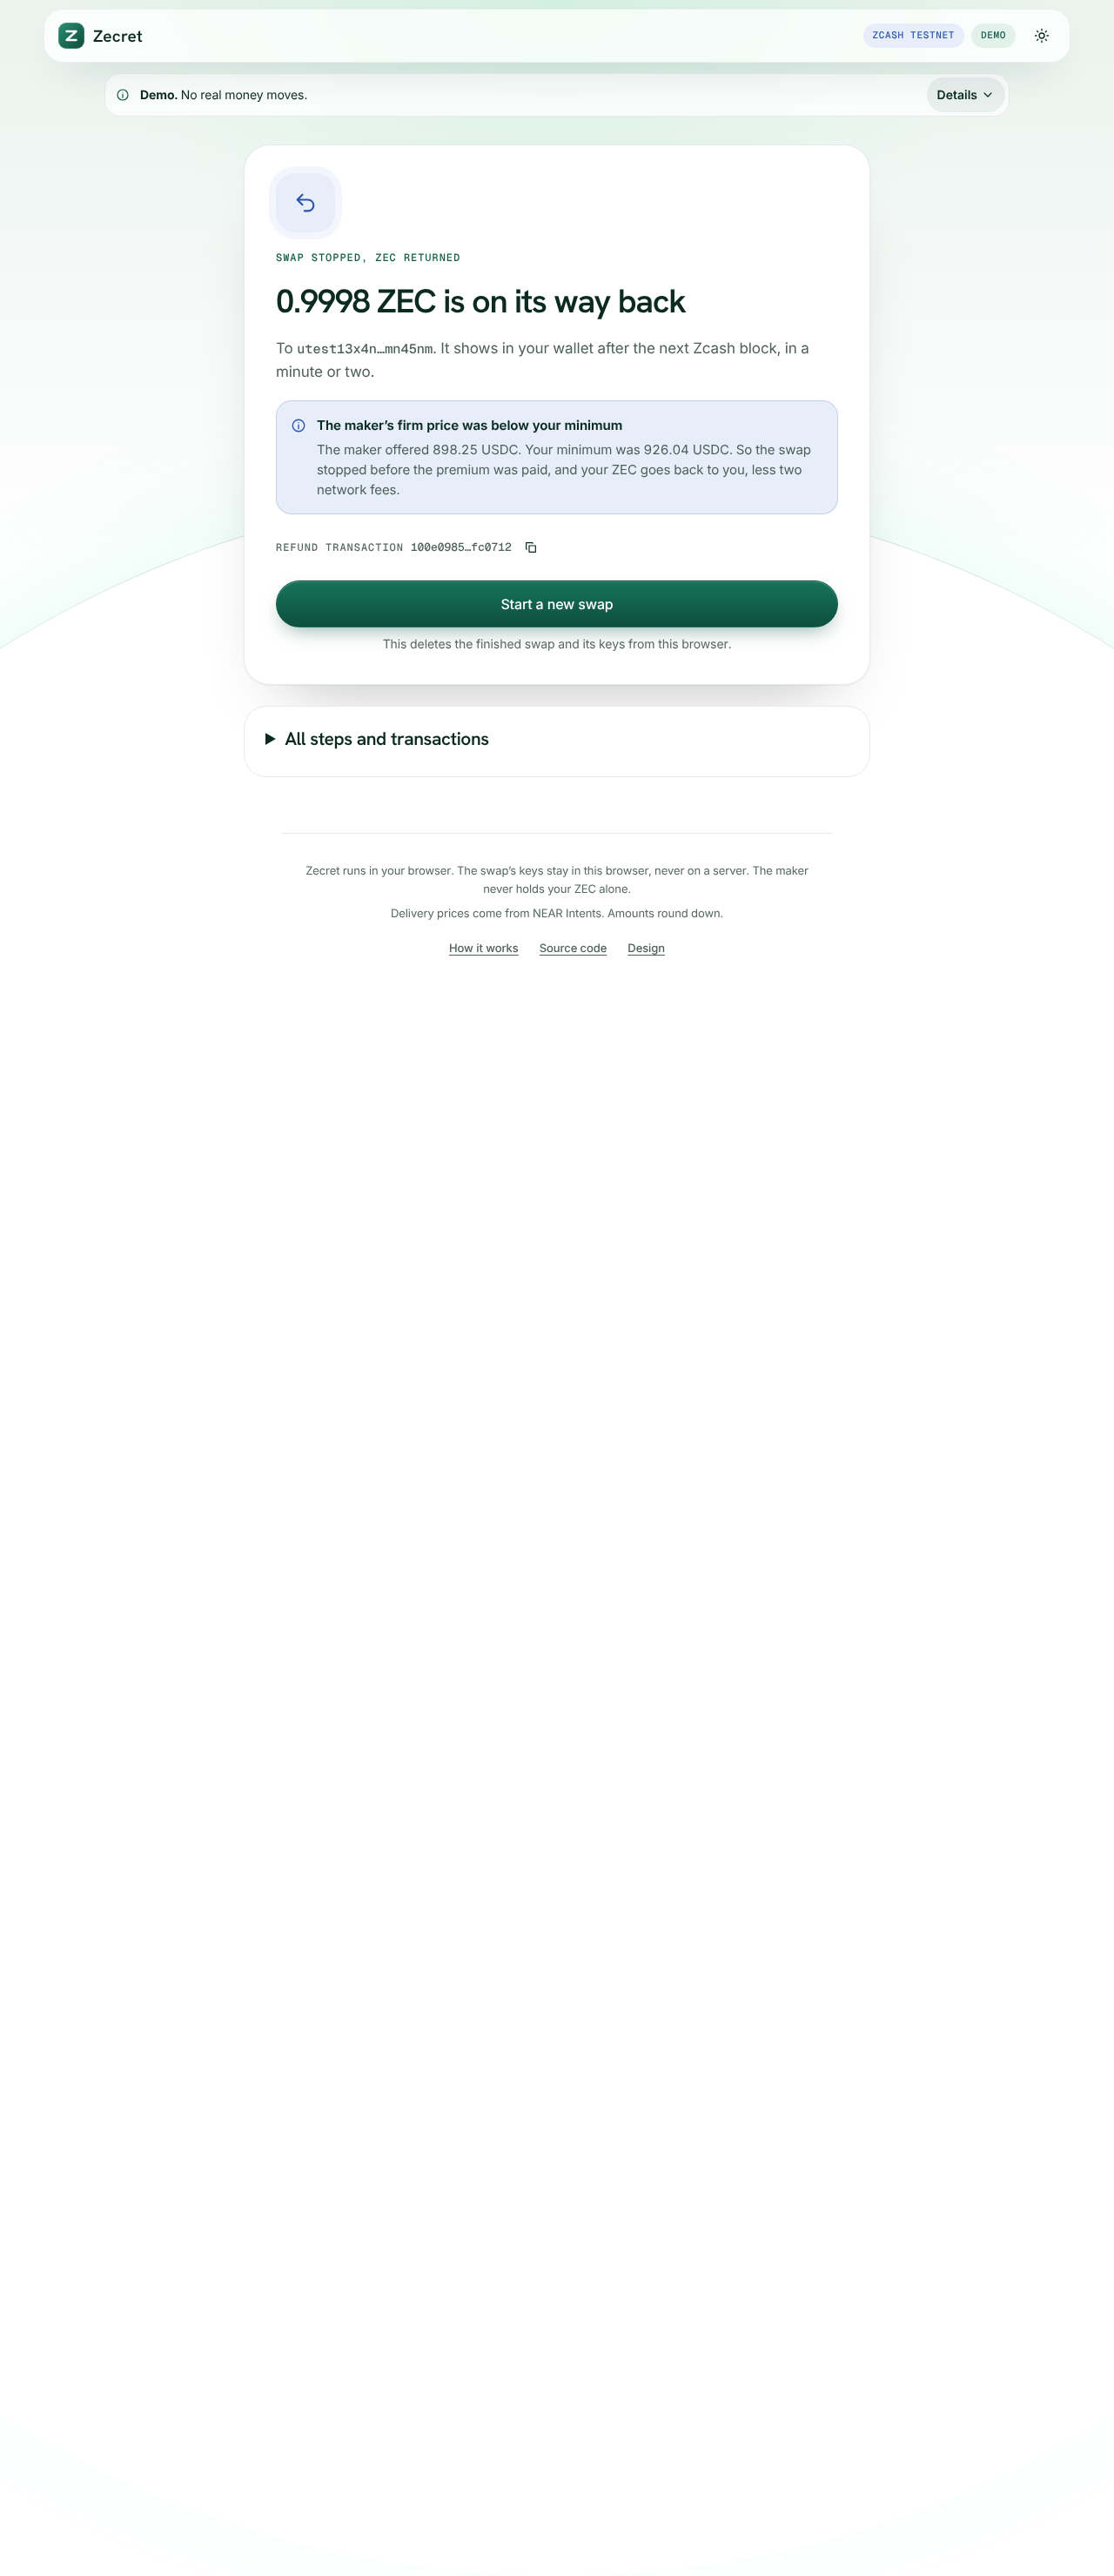 Zecret
ZCASH TESTNET
DEMO
Demo. No real money moves.
Details
SWAP STOPPED, ZEC RETURNED
0.9998 ZEC is on its way back
To utest13x4n…mn45nm. It shows in your wallet after the next Zcash block, in a
minute or two.
The maker’s firm price was below your minimum
The maker offered 898.25 USDC. Your minimum was 926.04 USDC. So the swap
stopped before the premium was paid, and your ZEC goes back to you, less two
network fees.
REFUND TRANSACTION 100e0985…fc0712
Start a new swap
This deletes the finished swap and its keys from this browser.
All steps and transactions
Zecret runs in your browser. The swap’s keys stay in this browser, never on a server. The maker
never holds your ZEC alone.
Delivery prices come from NEAR Intents. Amounts round down.
How it works
Source code
Design